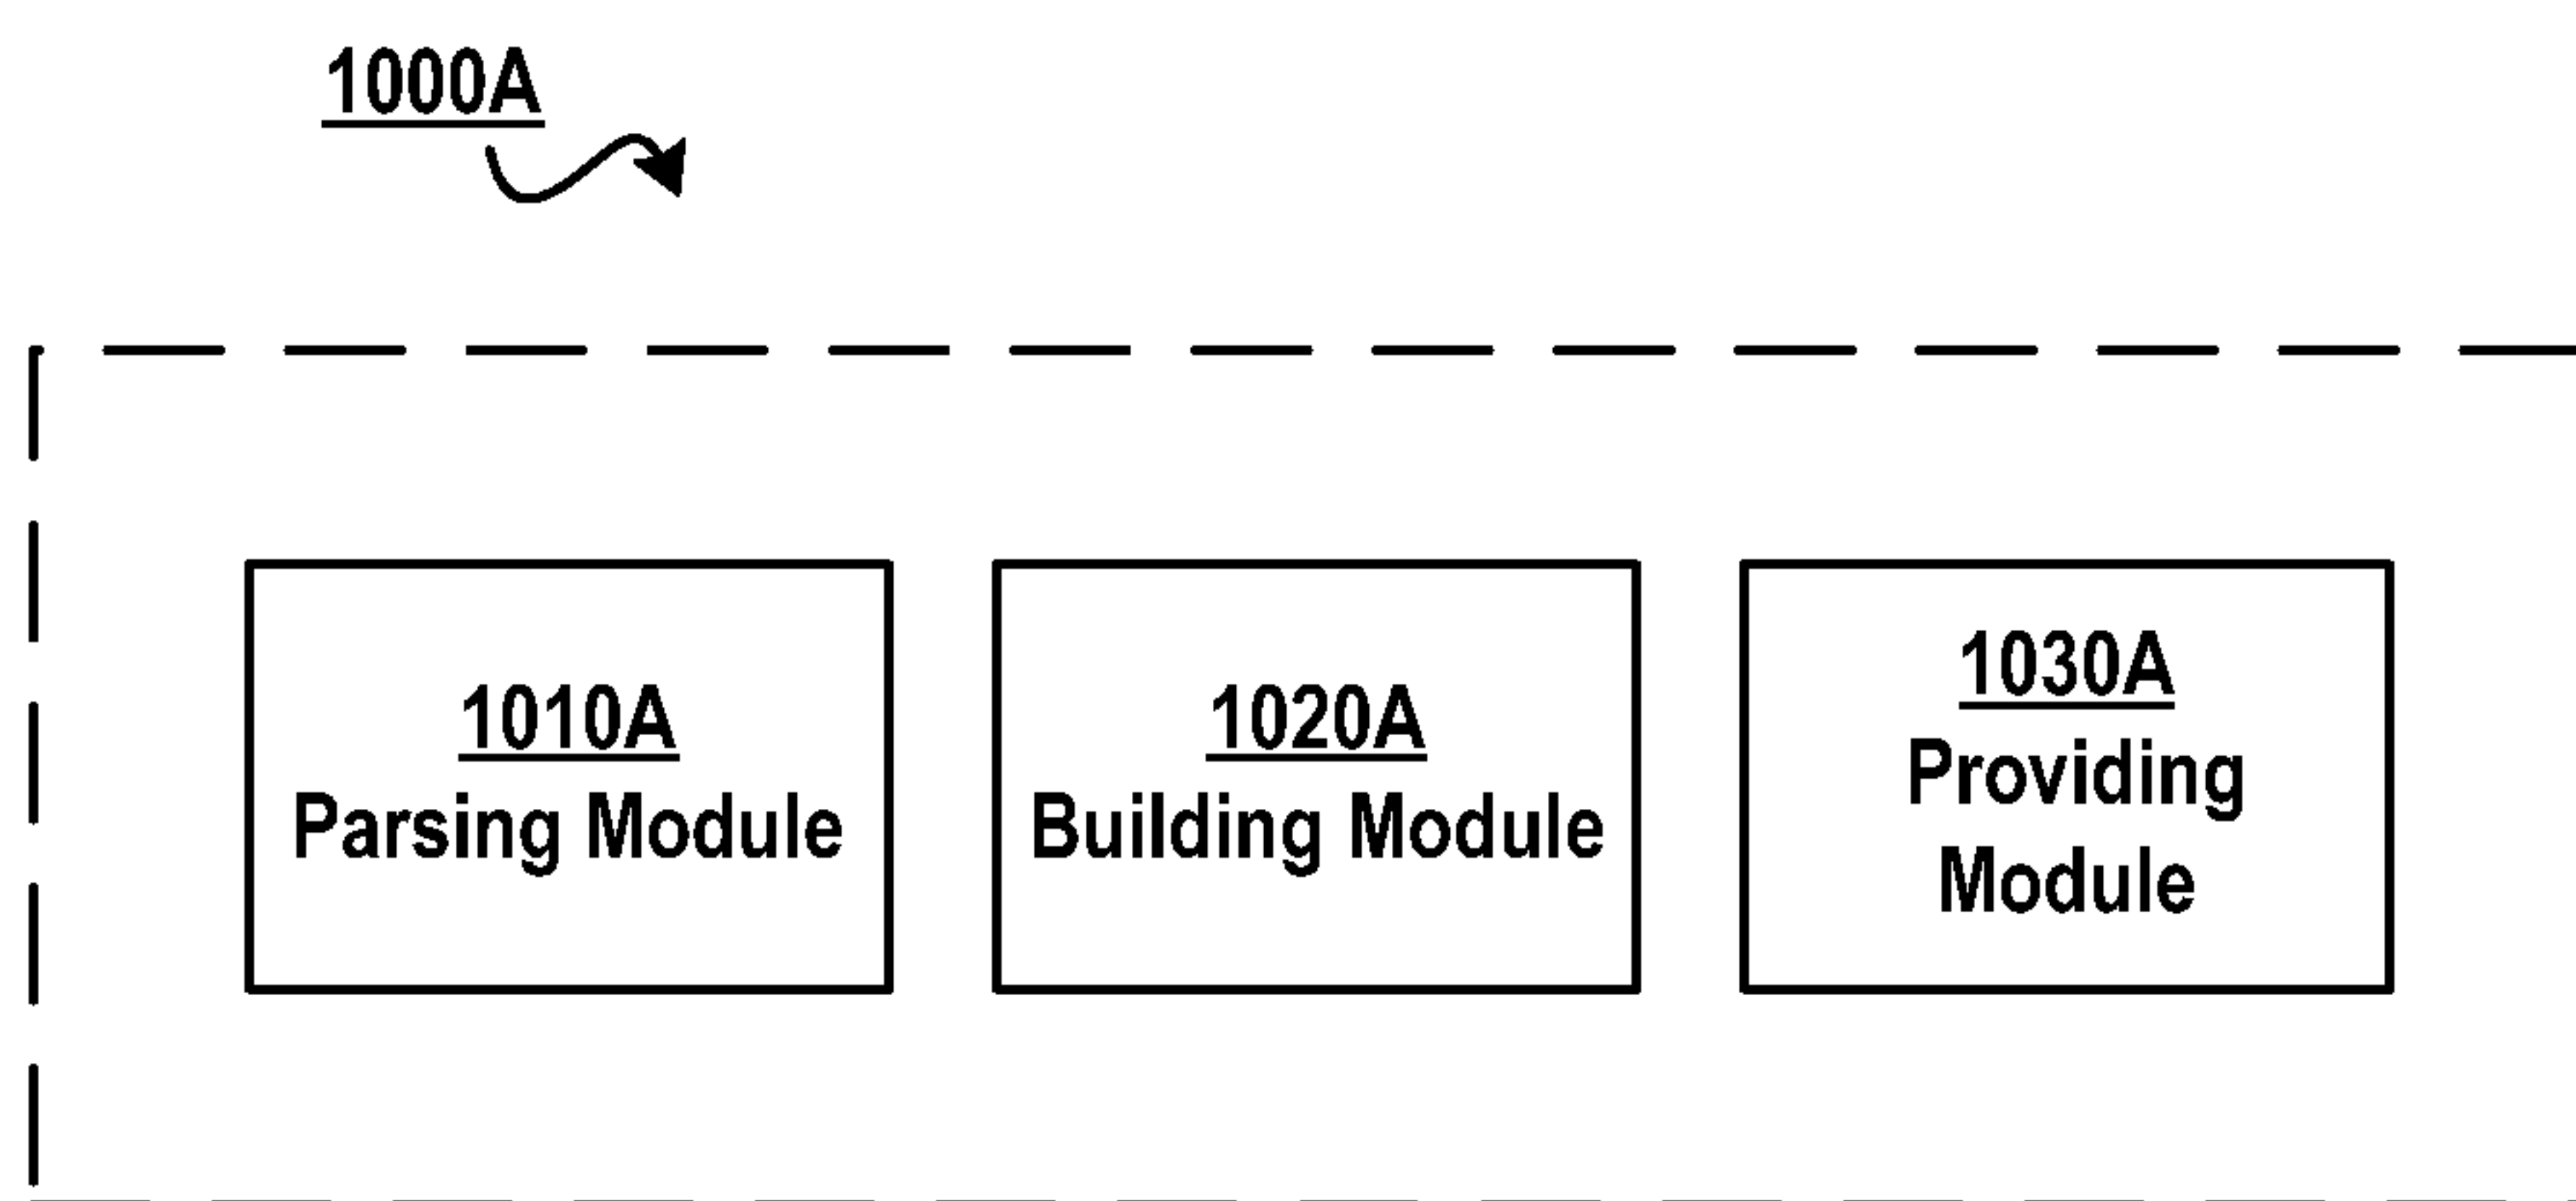 1000A
1010A
Parsing Module
1020A
Building Module
1030A
Providing
Module